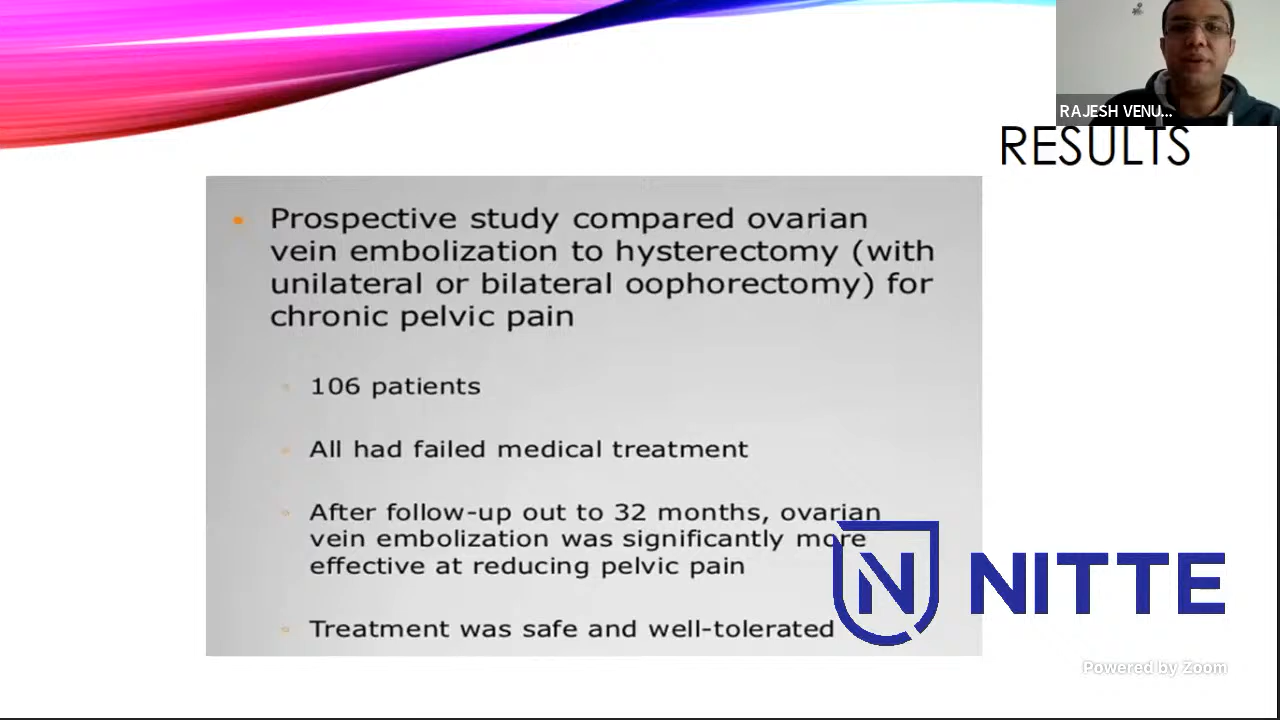 RAJESH VENU...
RESULTS
Prospective study compared ovarian
vein embolization to hysterectomy (with
unilateral or bilateral oophorectomy) for
chronic pelvic pain
106 patients
All had failed medical treatment
After follow-up out to 32 months, ovarian
vein embolization was significantly more
effective at reducing pelvic pain
Treatment was safe and well-tolerated
N NITTE
Powered by Zoom